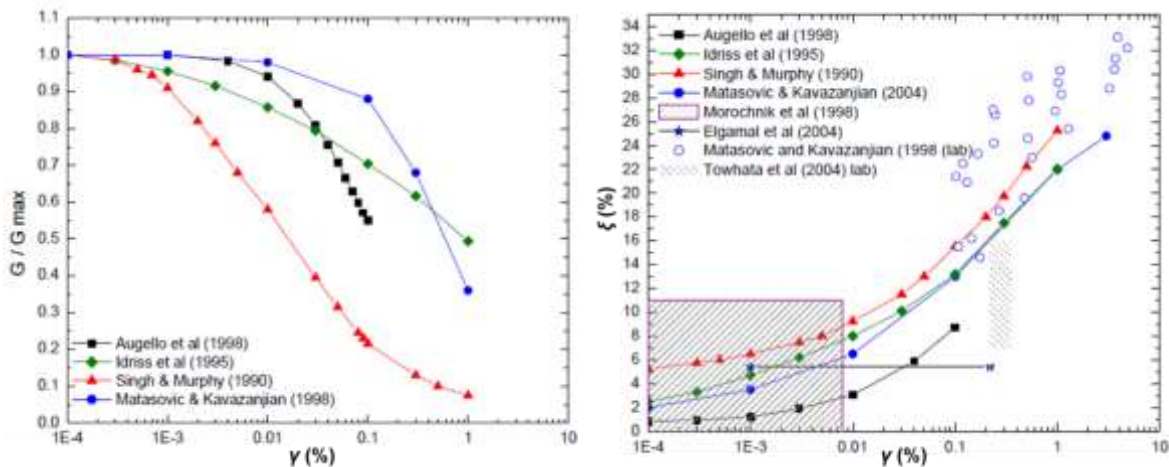 1.1
1.0
0.9
0.8
0.7
0.6
0.5
0.4
0.3
0.2
0.1
0.0
G / G max
Augello et al (1998)
Idriss et al (1995)
Singh & Murphy (1990)
Matasovic & Kavazanjian (1998)
1E-4 1E-3 0.01 0.1 1 10
γ (%)
34
32
30
28
26
24
22
20
18
16
14
12
10
8
6
4
2
0
ξ (%)
Augello et al (1998)
Idriss et al (1995)
Singh & Murphy (1990)
Matasovic & Kavazanjian (2004)
Morochnik et al (1998)
Elgamal et al (2004)
Matasovic and Kavazanjian (1998 (lab)
Towhata et al (2004) lab)
1E-4 1E-3 0.01 0.1 1 10
γ (%)